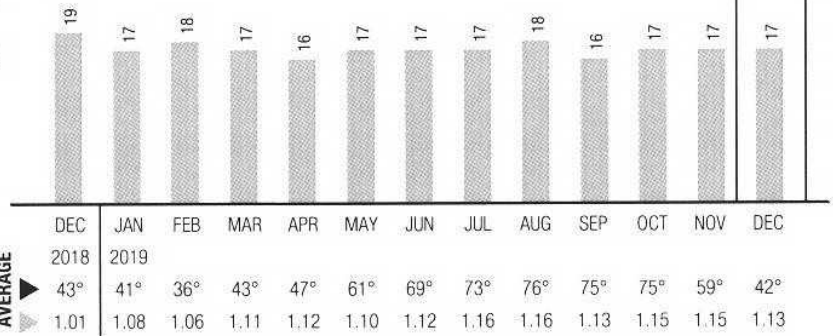 19 17 18 17 16 17 17 17 18 16 17 17 17
DEC JAN FEB MAR APR MAY JUN JUL AUG SEP OCT NOV DEC
2018 2019
AVERAGE
43° 41° 36° 43° 47° 61° 69° 73° 76° 75° 75° 59° 42°
1.01 1.08 1.06 1.11 1.12 1.10 1.12 1.16 1.16 1.13 1.15 1.15 1.13